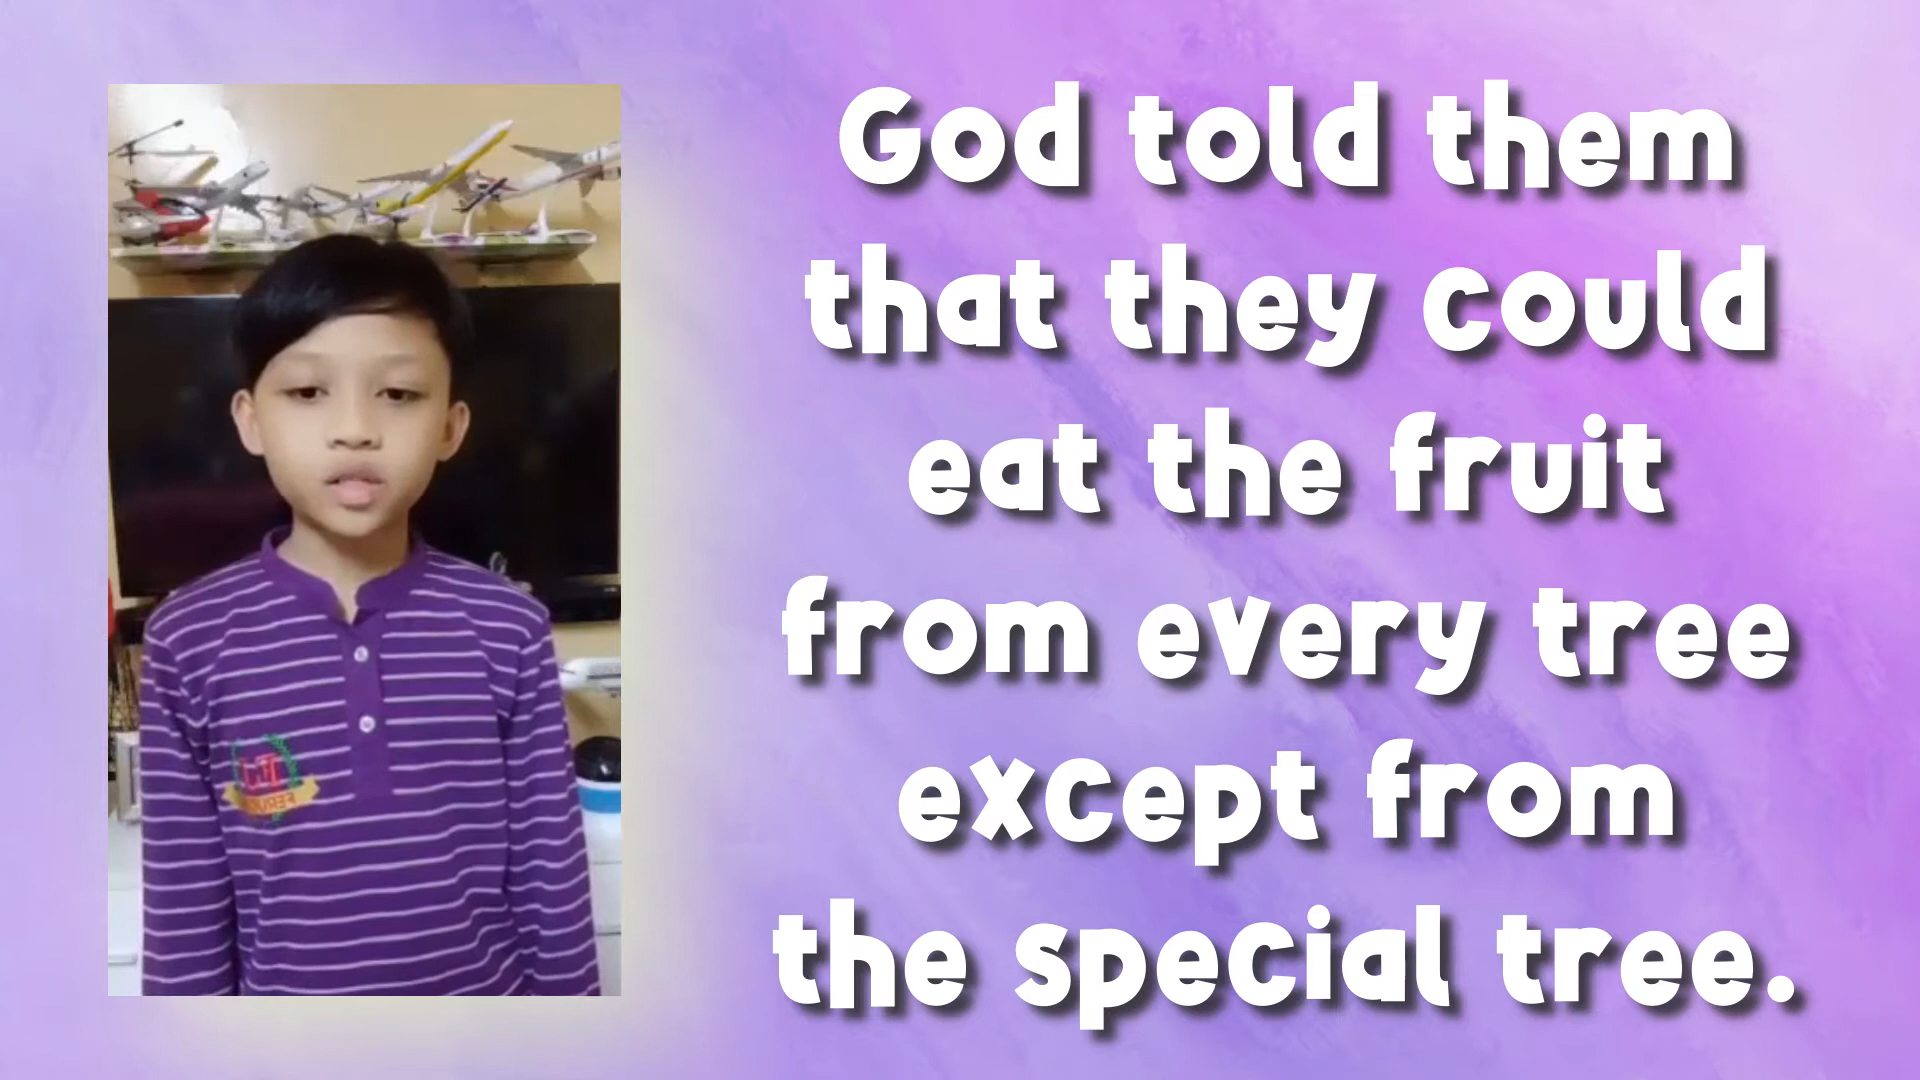 God told them
that they could
eat the fruit
from every tree
except from
the special tree.